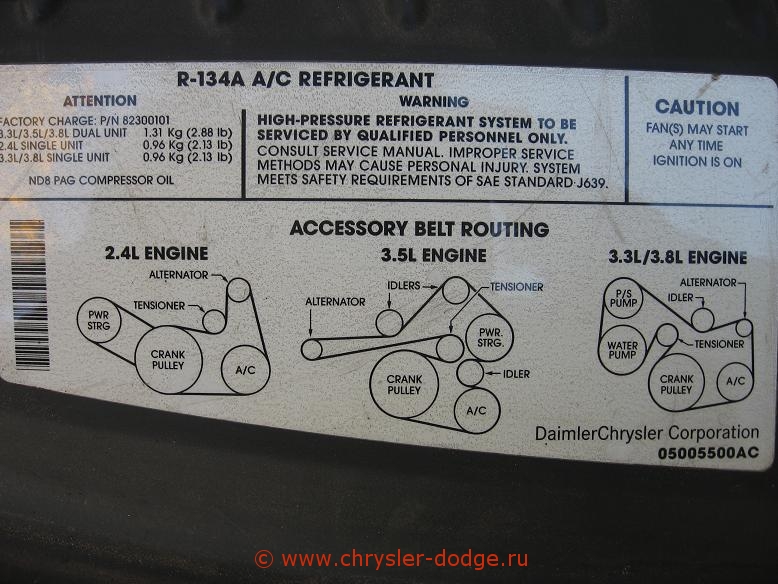 R-134A A/C REFRIGERANT
ATTENTION
FACTORY CHARGE: P/N 82300101
3.3L/3.5L/3.8L DUAL UNIT 1.31 Kg (2.88 lb)
2.4L SINGLE UNIT 0.96 Kg (2.13 lb)
3.3L/3.8L SINGLE UNIT 0.96 Kg (2.13 lb)
ND8 PAG COMPRESSOR OIL
WARNING
HIGH-PRESSURE REFRIGERANT SYSTEM TO BE
SERVICED BY QUALIFIED PERSONNEL ONLY.
CONSULT SERVICE MANUAL. IMPROPER SERVICE
METHODS MAY CAUSE PERSONAL INJURY. SYSTEM
MEETS SAFETY REQUIREMENTS OF SAE STANDARD J639.
CAUTION
FAN(S) MAY START
ANY TIME
IGNITION IS ON
ACCESSORY BELT ROUTING
2.4L ENGINE
ALTERNATOR
TENSIONER
PWR
STRG
CRANK
PULLEY
A/C
3.5L ENGINE
IDLERS
TENSIONER
ALTERNATOR
PWR.
STRG.
IDLER
CRANK
PULLEY
A/C
3.3L/3.8L ENGINE
ALTERNATOR
P/S
PUMP
IDLER
WATER
PUMP
TENSIONER
CRANK
PULLEY
A/C
DaimlerChrysler Corporation
05005500AC
© www.chrysler-dodge.ru